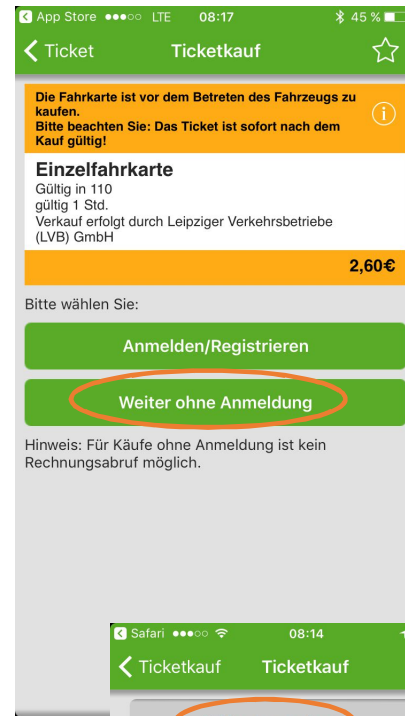 App Store LTE 08:17 45 %
Ticket Ticketkauf
Die Fahrkarte ist vor dem Betreten des Fahrzeugs zu
kaufen.
Bitte beachten Sie: Das Ticket ist sofort nach dem
Kauf gültig!
Einzelfahrkarte
Gültig in 110
gültig 1 Std.
Verkauf erfolgt durch Leipziger Verkehrsbetriebe
(LVB) GmbH
2,60€
Bitte wählen Sie:
Anmelden/Registrieren
Weiter ohne Anmeldung
Hinweis: Für Käufe ohne Anmeldung ist kein
Rechnungsabruf möglich.
Safari 08:14
Ticketkauf Ticketkauf